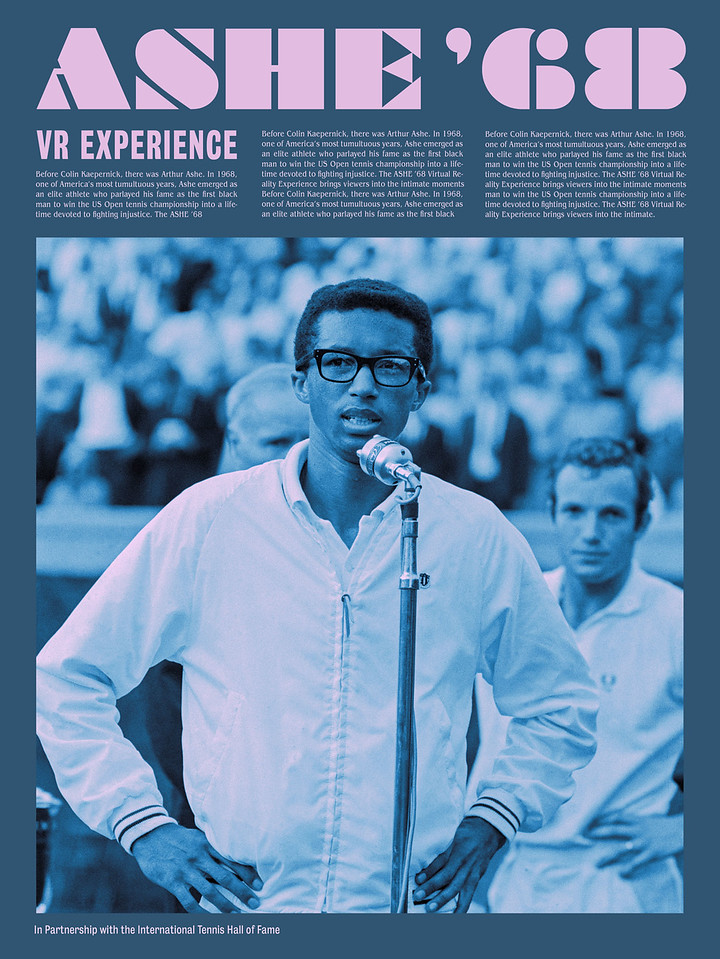 ASHE '68
VR EXPERIENCE
Before Colin Kaepernick, there was Arthur Ashe. In 1968,
one of America's most tumultuous years, Ashe emerged as
an elite athlete who parlayed his fame as the first black
man to win the US Open tennis championship into a life-
time devoted to fighting injustice. The ASHE '68
Before Colin Kaepernick, there was Arthur Ashe. In 1968,
one of America's most tumultuous years, Ashe emerged as
an elite athlete who parlayed his fame as the first black
man to win the US Open tennis championship into a life-
time devoted to fighting injustice. The ASHE '68 Virtual Re-
ality Experience brings viewers into the intimate moments
Before Colin Kaepernick, there was Arthur Ashe. In 1968,
one of America's most tumultuous years, Ashe emerged as
an elite athlete who parlayed his fame as the first black
Before Colin Kaepernick, there was Arthur Ashe. In 1968,
one of America's most tumultuous years, Ashe emerged as
an elite athlete who parlayed his fame as the first black
man to win the US Open tennis championship into a life-
time devoted to fighting injustice. The ASHE '68 Virtual Re-
ality Experience brings viewers into the intimate moments
man to win the US Open tennis championship into a life-
time devoted to fighting injustice. The ASHE '68 Virtual Re-
ality Experience brings viewers into the intimate.
In Partnership with the International Tennis Hall of Fame